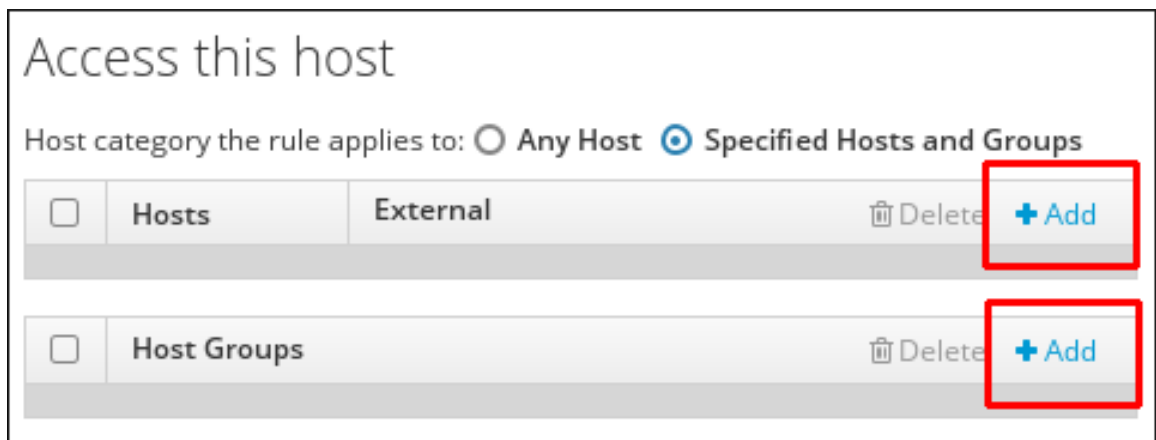 Access this host
Host category the rule applies to: Any Host Specified Hosts and Groups
Hosts External Delete Add
Host Groups Delete Add